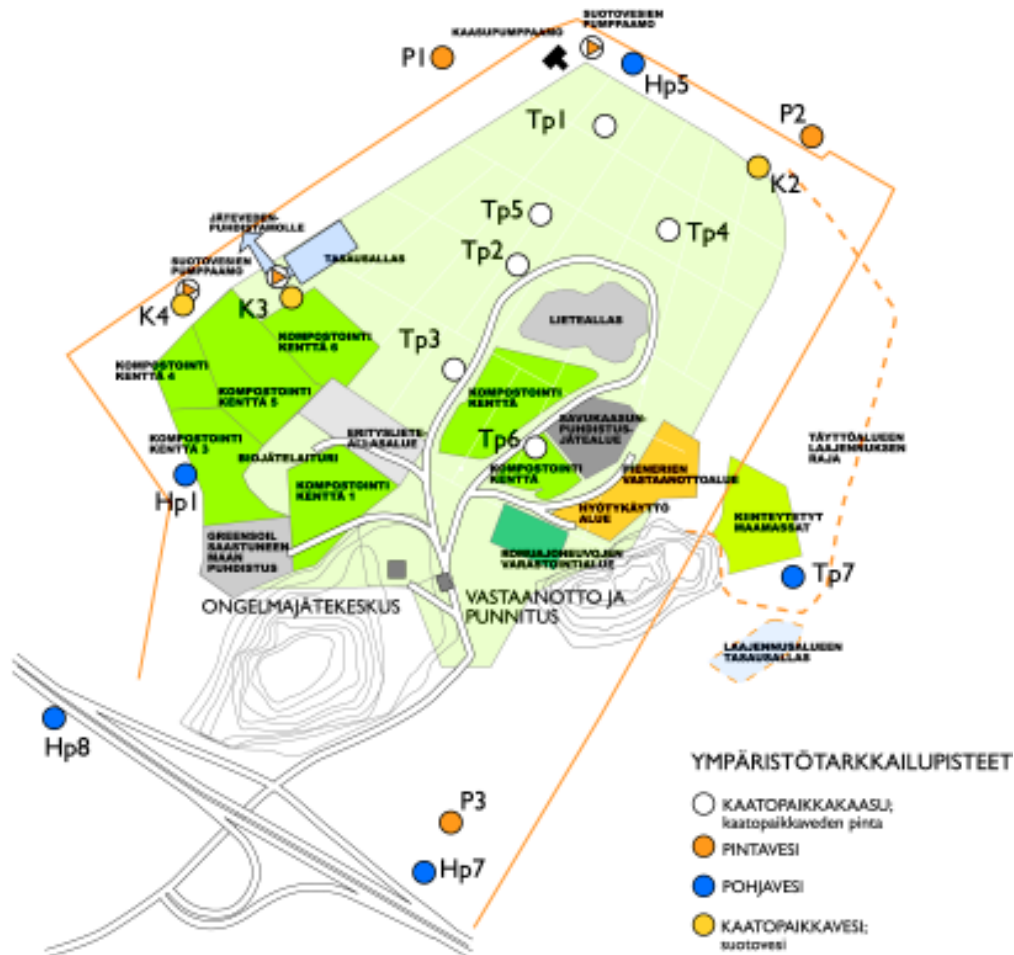 SUOTOVESIEN
PUMPPAAMO
KAASUPUMPPAAMO
P1
Hp5
P2
Tp1
K2
Tp5
Tp4
JÄTEVEDEN-
PUHDISTAMOLLE
Tp2
TASAUSALLAS
SUOTOVESIEN
PUMPPAAMO
K4
K3
LIETEALLAS
Tp3
KOMPOSTOINTI
KENTTÄ 6
KOMPOSTOINTI
KENTTÄ 4
KOMPOSTOINTI
KENTTÄ 5
KOMPOSTOINTI
KENTTÄ
SAVUKAASUN-
PUHDISTUS-
JÄTEALUE
ERITYSLIETE-
ALLASALUE
Tp6
KOMPOSTOINTI
KENTTÄ 3
BIOJÄTELAITURI
KOMPOSTOINTI
KENTTÄ
PIENERIEN
VASTAANOTTOALUE
TÄYTTÖALUEEN
LAAJENNUKSEN
RAJA
Hp1
KOMPOSTOINTI
KENTTÄ 1
HYÖTYKÄYTTÖ
ALUE
KIINTEYTETYT
MAAMASSAT
GREENSOIL
SAASTUNEEN
MAAN
PUHDISTUS
ROMUAJONEUVOJEN
VARASTOINTIALUE
Tp7
ONGELMAJÄTEKESKUS
VASTAANOTTO JA
PUNNITUS
LAAJENNUSALUEEN
TASAUSALLAS
Hp8
P3
Hp7
YMPÄRISTÖTARKKAILUPISTEET
KAATOPAIKKAKAASU;
kaatopaikkaveden pinta
PINTAVESI
POHJAVESI
KAATOPAIKKAVESI;
suotovesi